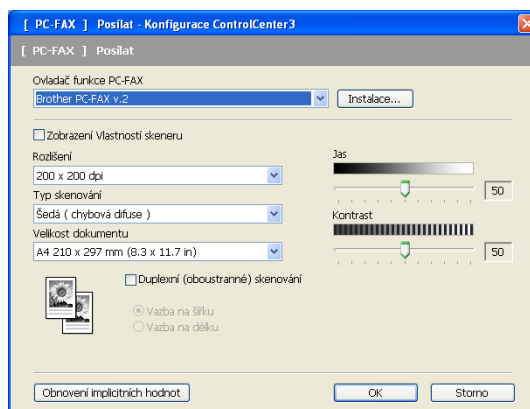 [ PC-FAX ] Posílat - Konfigurace ControlCenter3
[ PC-FAX ] Posílat
Ovladač funkce PC-FAX
Brother PC-FAX v.2
Instalace...
Zobrazení Vlastností skeneru
Rozlišení
200 x 200 dpi
Typ skenování
Šedá ( chybová difuse )
Velikost dokumentu
A4 210 x 297 mm (8.3 x 11.7 in)
Jas
50
Kontrast
50
Duplexní (oboustranné) skenování
Vazba na šířku
Vazba na délku
Obnovení implicitních hodnot
OK
Storno